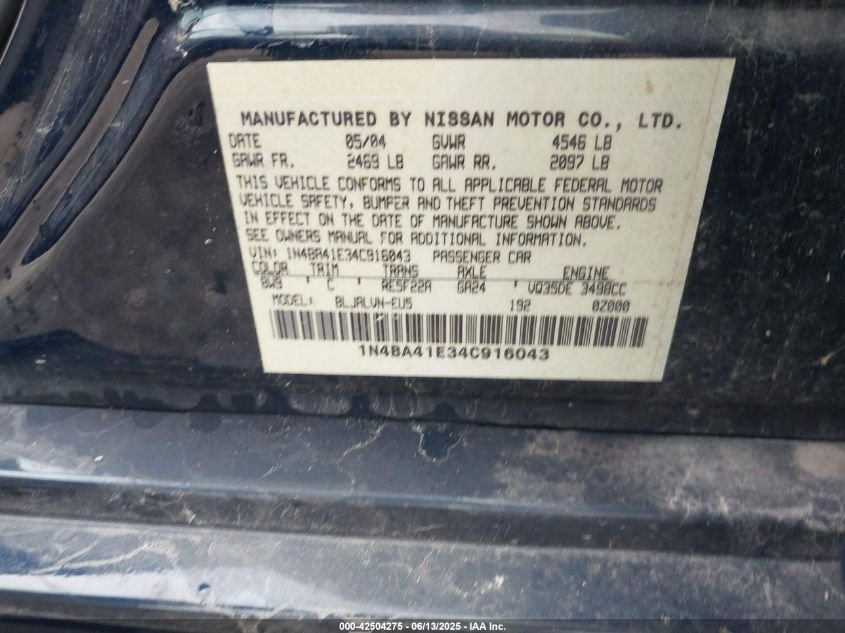 MANUFACTURED BY NISSAN MOTOR CO., LTD.
DATE 05/04 GVWR 4546 LB
GAWR FR. 2469 LB GAWR RR. 2097 LB
THIS VEHICLE CONFORMS TO ALL APPLICABLE FEDERAL MOTOR
VEHICLE SAFETY, BUMPER AND THEFT PREVENTION STANDARDS
IN EFFECT ON THE DATE OF MANUFACTURE SHOWN ABOVE.
SEE OWNERS MANUAL FOR ADDITIONAL INFORMATION.
VIN: 1N4BA41E34C916043 PASSENGER CAR
COLOR TRIM TRANS AXLE ENGINE
BW9 C RE5F22A GA24 VQ35DE 3498CC
MODEL: BLJALVN-EU5 192 0Z000
1N4BA41E34C916043
000-42504275 - 06/13/2025 - IAA Inc.